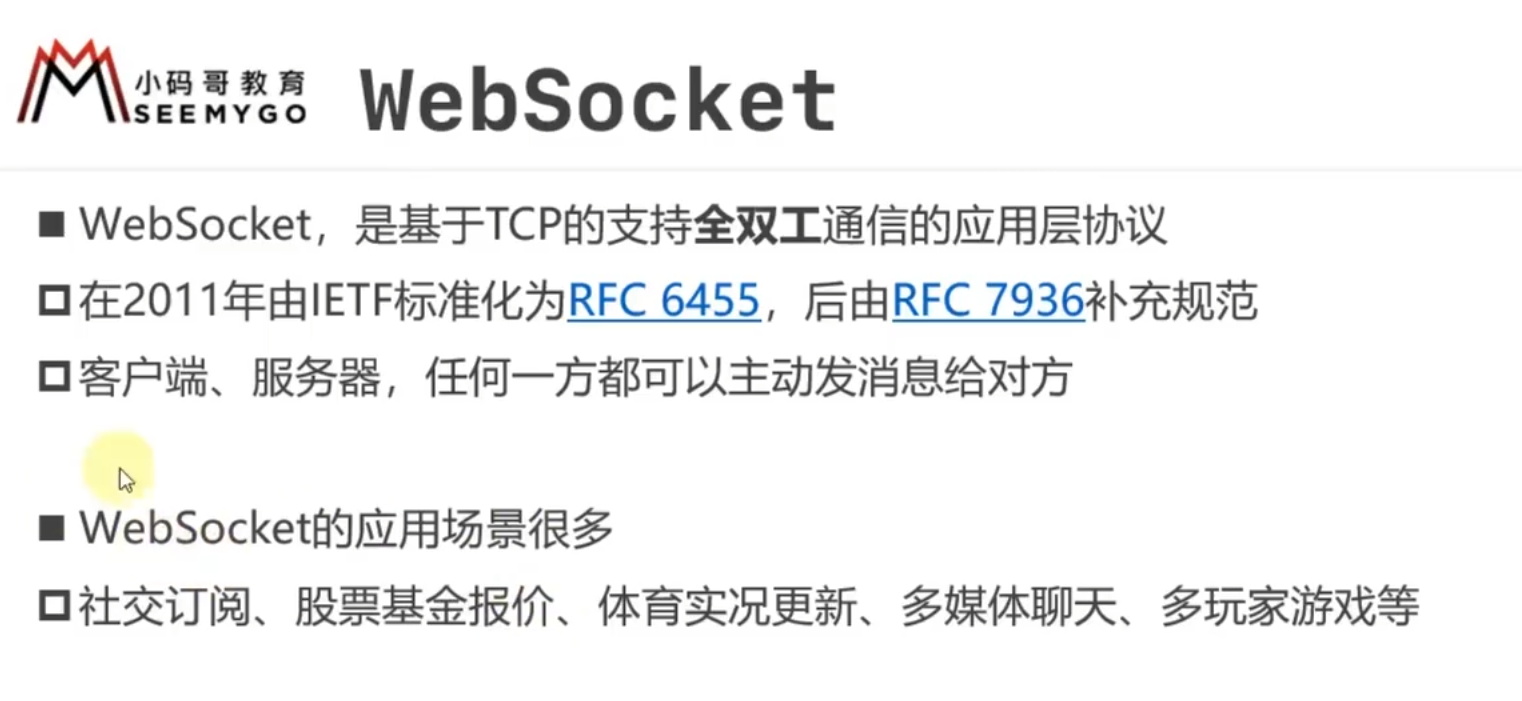 小码哥教育
SEEMYGO
WebSocket
■ WebSocket，是基于TCP的支持全双工通信的应用层协议
□ 在2011年由IETF标准化为RFC 6455，后由RFC 7936补充规范
□ 客户端、服务器，任何一方都可以主动发消息给对方
■ WebSocket的应用场景很多
□ 社交订阅、股票基金报价、体育实况更新、多媒体聊天、多玩家游戏等